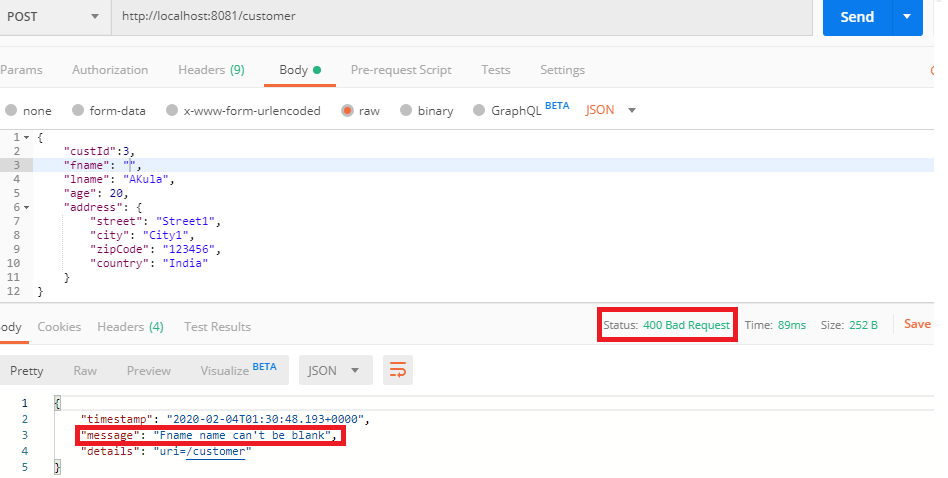 POST http://localhost:8081/customer Send
Params Authorization Headers (9) Body Pre-request Script Tests Settings
none form-data x-www-form-urlencoded raw binary GraphQL BETA JSON
1 {
2 "custId":3,
3 "fname": "",
4 "lname": "AKula",
5 "age": 20,
6 "address": {
7 "street": "Street1",
8 "city": "City1",
9 "zipCode": "123456",
10 "country": "India"
11 }
12 }
ody Cookies Headers (4) Test Results Status: 400 Bad Request Time: 89ms Size: 252 B Save
Pretty Raw Preview Visualize BETA JSON
1 {
2 "timestamp": "2020-02-04T01:30:48.193+0000",
3 "message": "Fname name can't be blank",
4 "details": "uri=/customer"
5 }